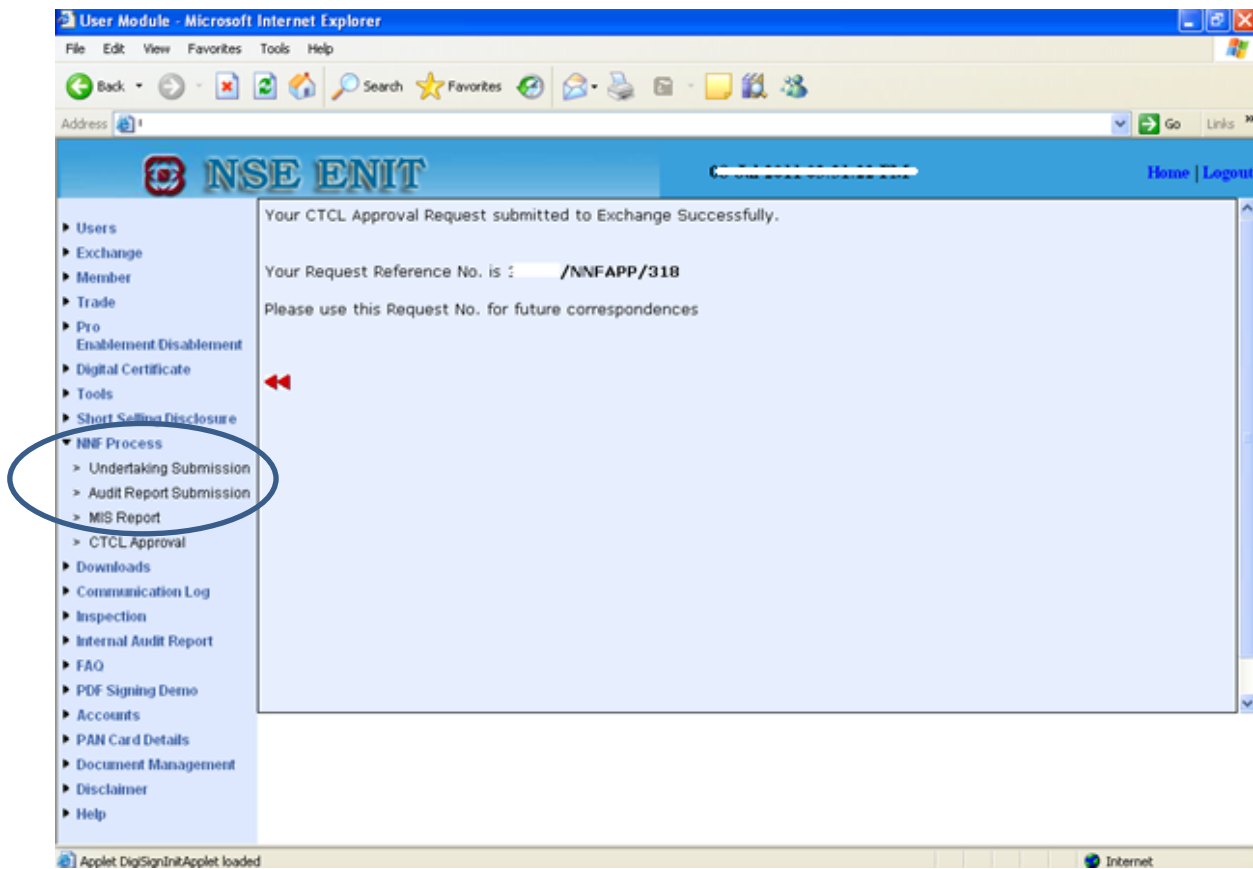 User Module - Microsoft Internet Explorer
File Edit View Favorites Tools Help
Back Search Favorites
Address Go Links »
NSE ENIT
Home | Logout
Your CTCL Approval Request submitted to Exchange Successfully.
Your Request Reference No. is /NNFAPP/318
Please use this Request No. for future correspondences
Users
Exchange
Member
Trade
Pro
Enablement Disablement
Digital Certificate
Tools
Short Selling Disclosure
NNF Process
> Undertaking Submission
> Audit Report Submission
> MIS Report
> CTCL Approval
Downloads
Communication Log
Inspection
Internal Audit Report
FAQ
PDF Signing Demo
Accounts
PAN Card Details
Document Management
Disclaimer
Help
Applet DigiSignInitApplet loaded Internet